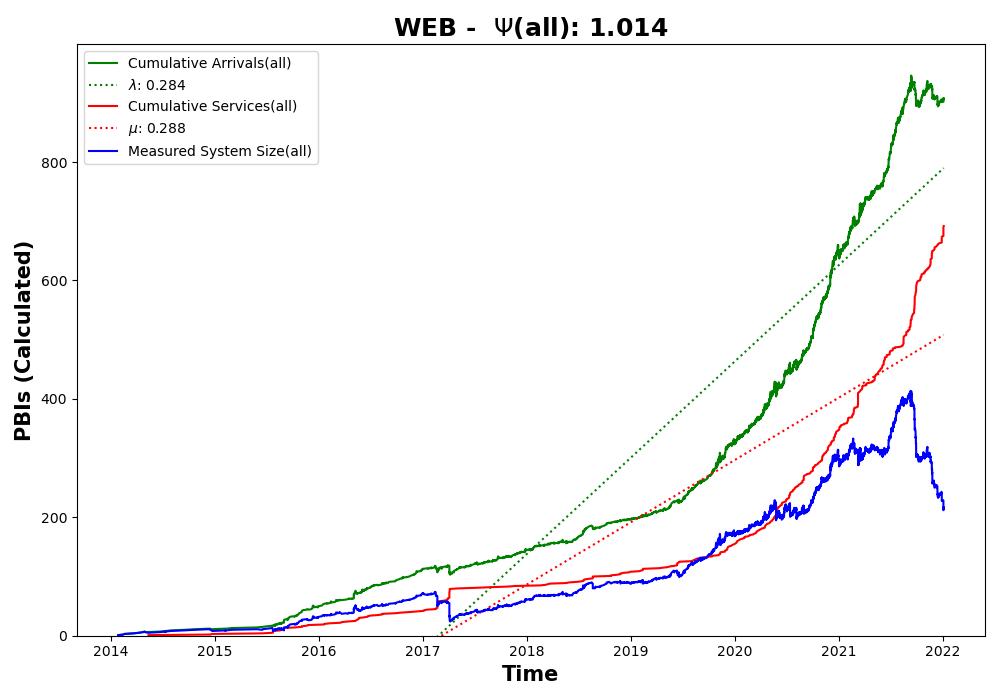 WEB - Ψ(all): 1.014
Cumulative Arrivals(all)
λ: 0.284
Cumulative Services(all)
μ: 0.288
Measured System Size(all)
800
600
400
200
0
PBIs (Calculated)
2014 2015 2016 2017 2018 2019 2020 2021 2022
Time